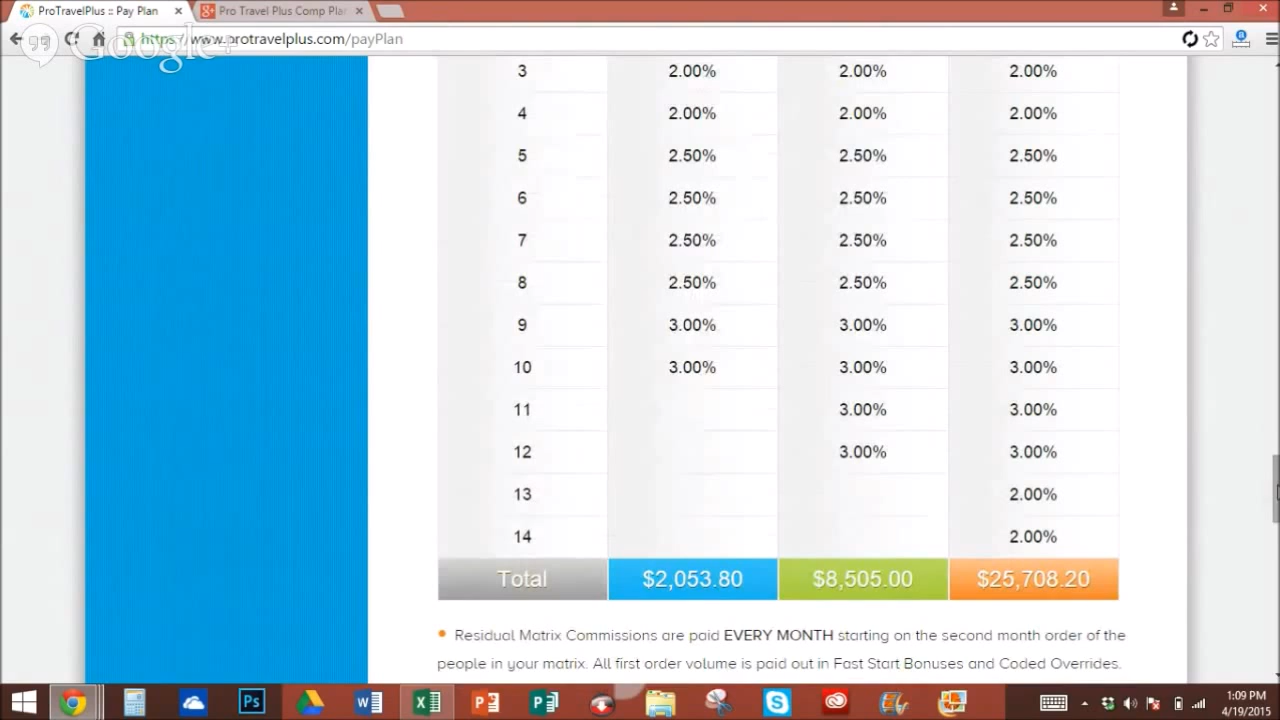 ProTravelPlus :: Pay Plan
Pro Travel Plus Comp Plan
https://www.protravelplus.com/payPlan
Google+
3 2.00% 2.00% 2.00%
4 2.00% 2.00% 2.00%
5 2.50% 2.50% 2.50%
6 2.50% 2.50% 2.50%
7 2.50% 2.50% 2.50%
8 2.50% 2.50% 2.50%
9 3.00% 3.00% 3.00%
10 3.00% 3.00% 3.00%
11 3.00% 3.00%
12 3.00% 3.00%
13 2.00%
14 2.00%
Total $2,053.80 $8,505.00 $25,708.20
Residual Matrix Commissions are paid EVERY MONTH starting on the second month order of the
people in your matrix. All first order volume is paid out in Fast Start Bonuses and Coded Overrides.
Ps
1:09 PM
4/19/2015